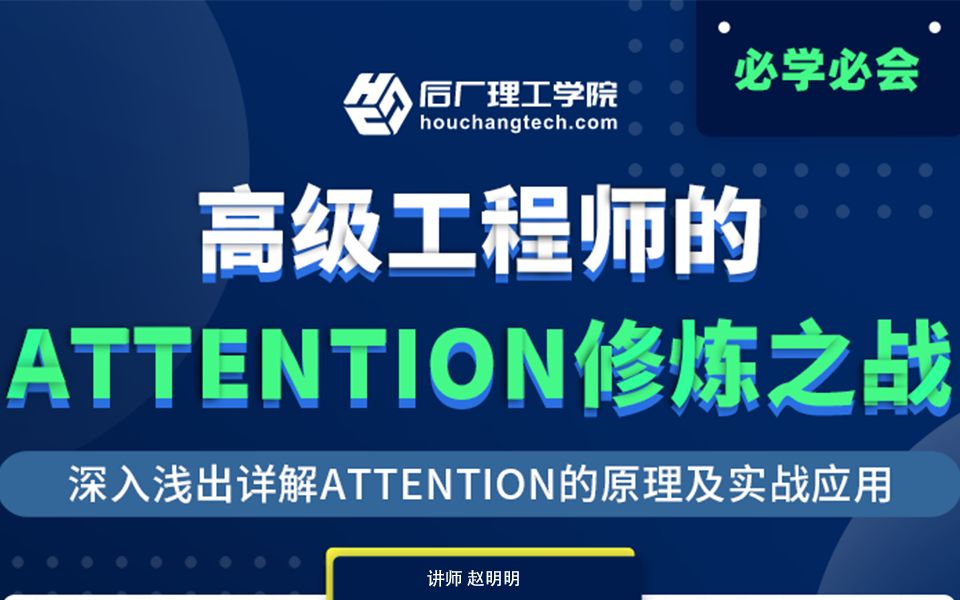 必学必会
后厂理工学院
houchangtech.com
高级工程师的
ATTENTION修炼之战
深入浅出详解ATTENTION的原理及实战应用
讲师 赵明明